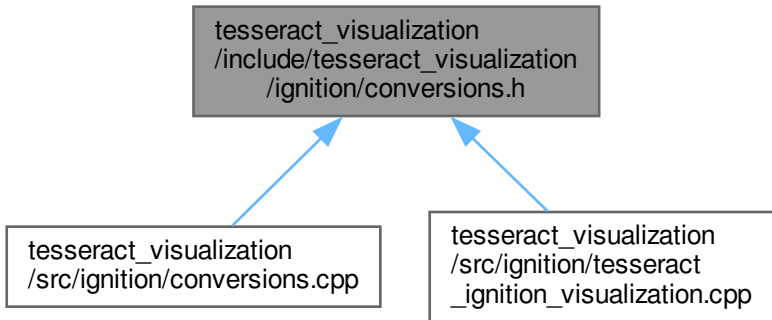 tesseract_visualization
/include/tesseract_visualization
/ignition/conversions.h
tesseract_visualization
/src/ignition/conversions.cpp
tesseract_visualization
/src/ignition/tesseract
_ignition_visualization.cpp